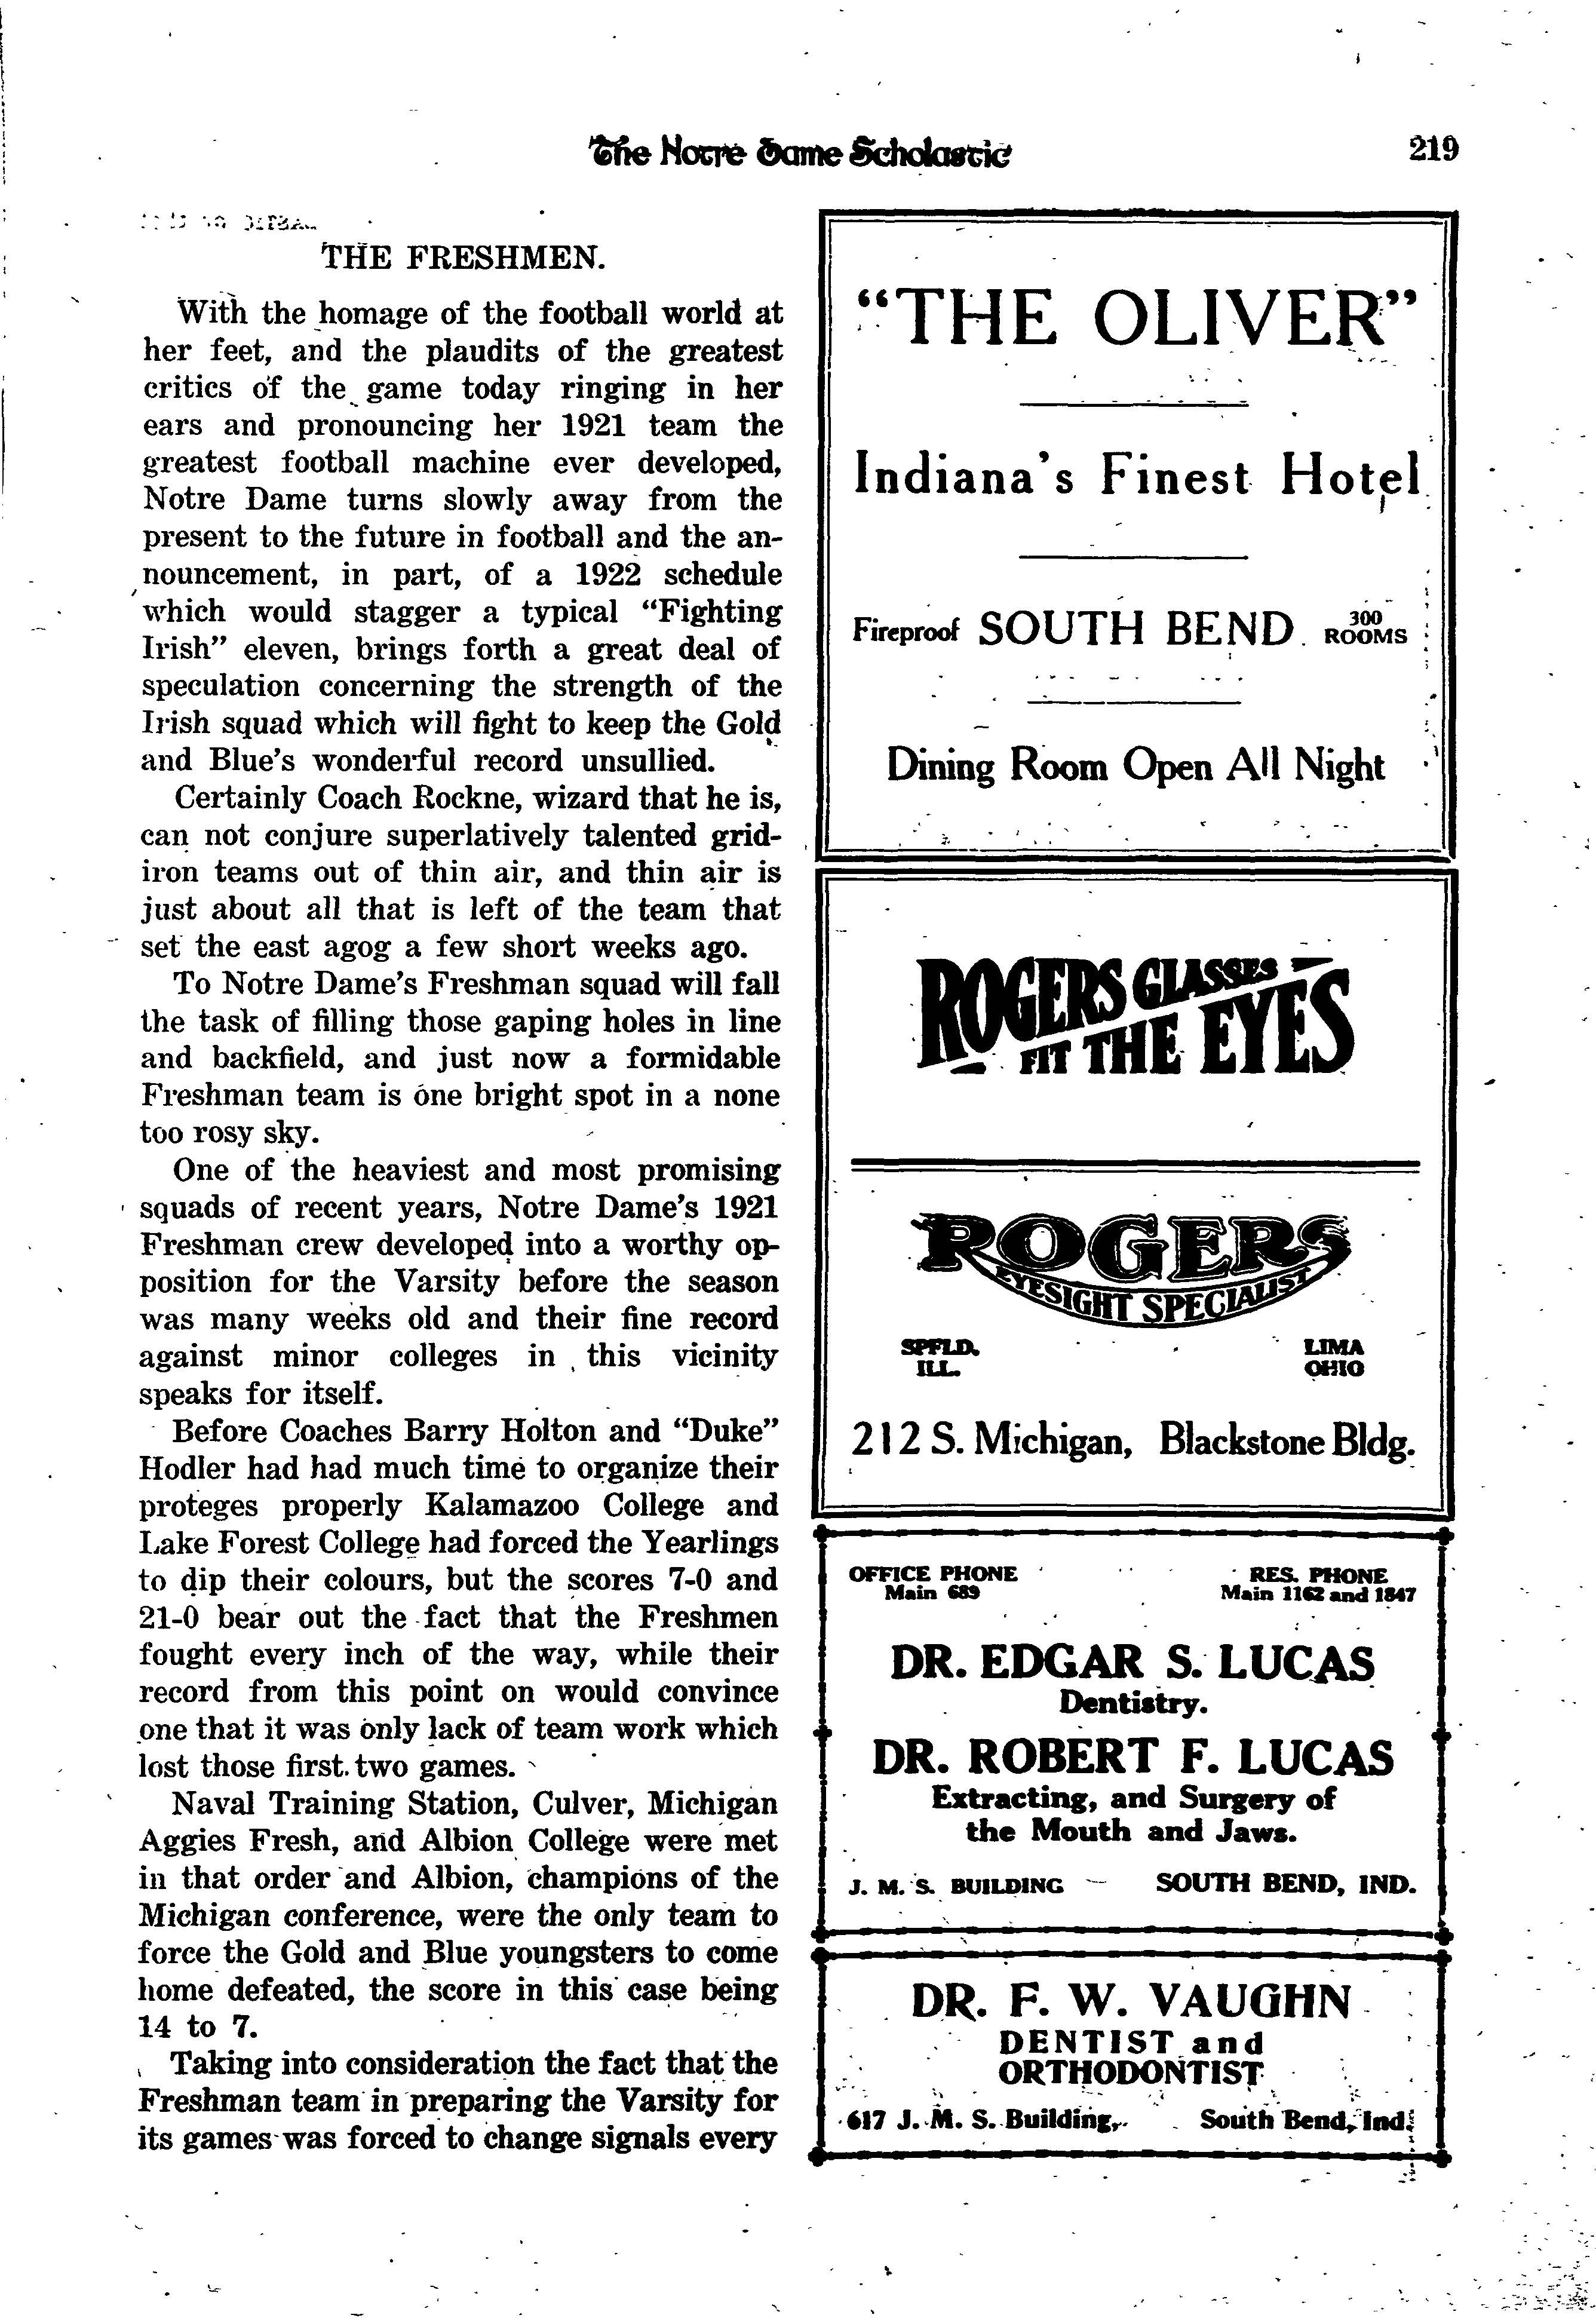 The Notre Dame Scholastic
219
THE FRESHMEN.
With the homage of the football world at
her feet, and the plaudits of the greatest
critics of the game today ringing in her
ears and pronouncing her 1921 team the
greatest football machine ever developed,
Notre Dame turns slowly away from the
present to the future in football and the an-
nouncement, in part, of a 1922 schedule
which would stagger a typical "Fighting
Irish" eleven, brings forth a great deal of
speculation concerning the strength of the
Irish squad which will fight to keep the Gold
and Blue's wonderful record unsullied.
Certainly Coach Rockne, wizard that he is,
can not conjure superlatively talented grid-
iron teams out of thin air, and thin air is
just about all that is left of the team that
set the east agog a few short weeks ago.
To Notre Dame's Freshman squad will fall
the task of filling those gaping holes in line
and backfield, and just now a formidable
Freshman team is one bright spot in a none
too rosy sky.
One of the heaviest and most promising
squads of recent years, Notre Dame's 1921
Freshman crew developed into a worthy op-
position for the Varsity before the season
was many weeks old and their fine record
against minor colleges in this vicinity
speaks for itself.
Before Coaches Barry Holton and "Duke"
Hodler had had much time to organize their
proteges properly Kalamazoo College and
Lake Forest College had forced the Yearlings
to dip their colours, but the scores 7-0 and
21-0 bear out the fact that the Freshmen
fought every inch of the way, while their
record from this point on would convince
one that it was only lack of team work which
lost those first two games.
Naval Training Station, Culver, Michigan
Aggies Fresh, and Albion College were met
in that order and Albion, champions of the
Michigan conference, were the only team to
force the Gold and Blue youngsters to come
home defeated, the score in this case being
14 to 7.
Taking into consideration the fact that the
Freshman team in preparing the Varsity for
its games was forced to change signals every
"THE OLIVER"
Indiana's Finest Hotel
Fireproof SOUTH BEND 300 ROOMS
Dining Room Open All Night
ROGERS GLASSES
FIT THE EYES
ROGERS
EYESIGHT SPECIALIST
SPFLD. LIMA
ILL. OHIO
212 S. Michigan, Blackstone Bldg.
OFFICE PHONE RES. PHONE
Main 689 Main 1162 and 1847
DR. EDGAR S. LUCAS
Dentistry.
DR. ROBERT F. LUCAS
Extracting, and Surgery of
the Mouth and Jaws.
J. M. S. BUILDING SOUTH BEND, IND.
DR. F. W. VAUGHN
DENTIST and
ORTHODONTIST
617 J. M. S. Building, South Bend, Ind.